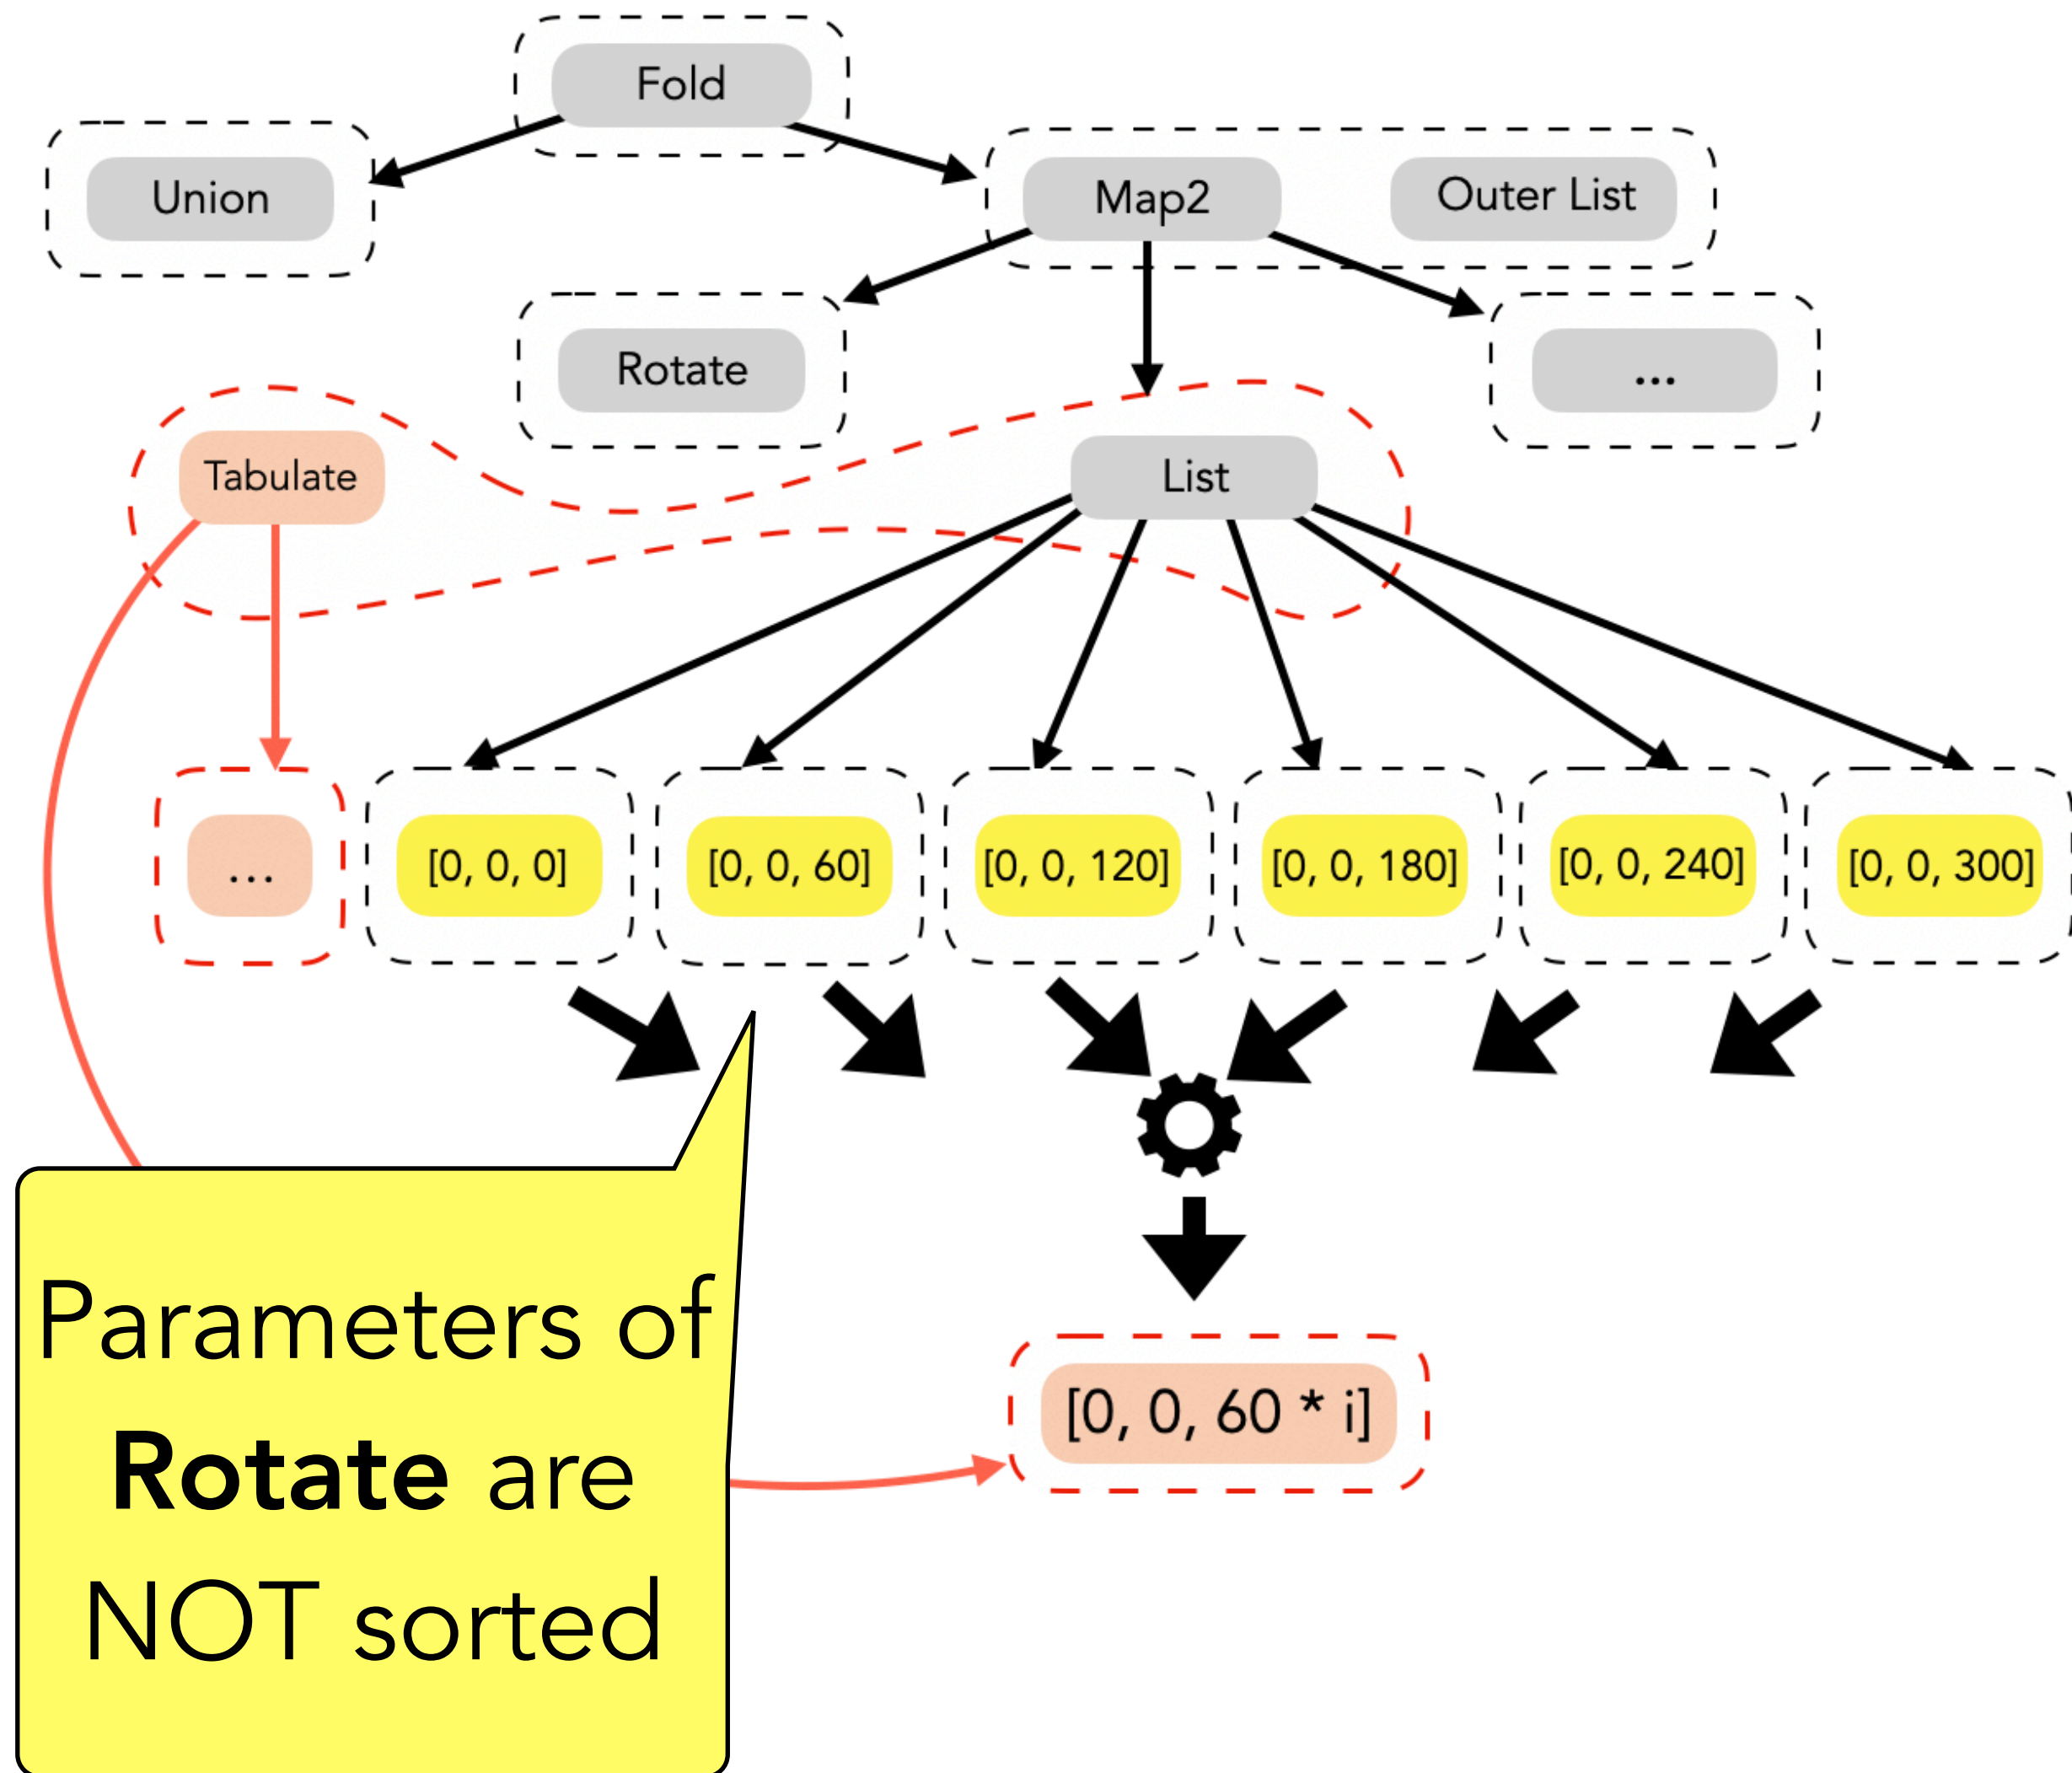 Fold
Union
Map2
Outer List
Rotate
...
Tabulate
List
...
[0, 0, 0]
[0, 0, 60]
[0, 0, 120]
[0, 0, 180]
[0, 0, 240]
[0, 0, 300]
Parameters of
Rotate are
NOT sorted
[0, 0, 60 * i]